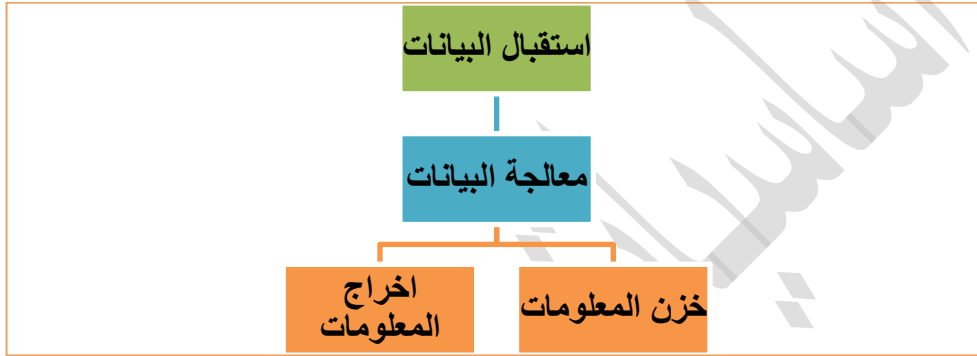 استقبال البيانات
معالجة البيانات
خزن المعلومات
اخراج
المعلومات